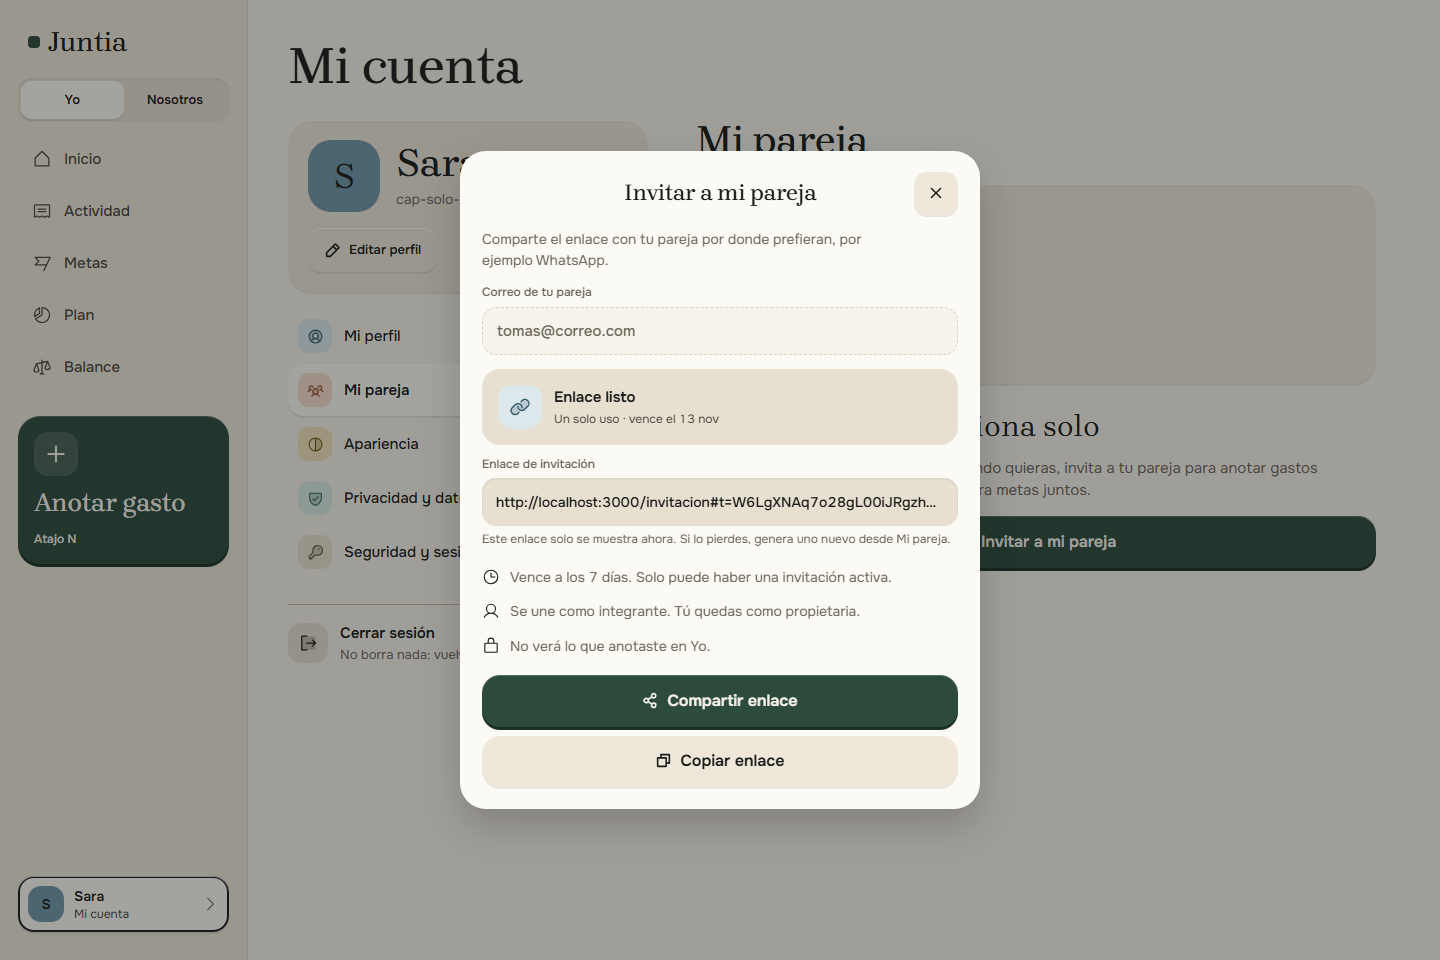 Juntia
Yo
Nosotros
Inicio
Actividad
Metas
Plan
Balance
Anotar gasto
Atajo N
S
Sara
Mi cuenta
Mi cuenta
S
Sara
cap-solo-
Editar perfil
Mi perfil
Mi pareja
Apariencia
Privacidad y dat
Seguridad y sesi
Cerrar sesión
No borra nada: vuel
Mi pareja
iona solo
ndo quieras, invita a tu pareja para anotar gastos
ra metas juntos.
Invitar a mi pareja
Invitar a mi pareja
Comparte el enlace con tu pareja por donde prefieran, por
ejemplo WhatsApp.
Correo de tu pareja
tomas@correo.com
Enlace listo
Un solo uso · vence el 13 nov
Enlace de invitación
http://localhost:3000/invitacion#t=W6LgXNAq7o28gL00iJRgzh...
Este enlace solo se muestra ahora. Si lo pierdes, genera uno nuevo desde Mi pareja.
Vence a los 7 días. Solo puede haber una invitación activa.
Se une como integrante. Tú quedas como propietaria.
No verá lo que anotaste en Yo.
Compartir enlace
Copiar enlace